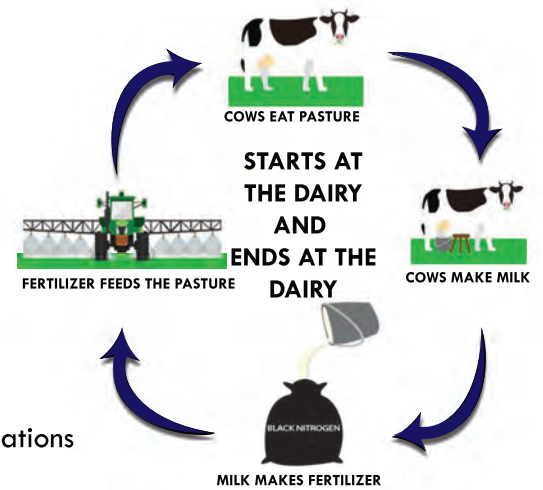 COWS EAT PASTURE
STARTS AT
THE DAIRY
AND
ENDS AT THE
DAIRY
COWS MAKE MILK
FERTILIZER FEEDS THE PASTURE
BLACK NITROGEN
ations
MILK MAKES FERTILIZER